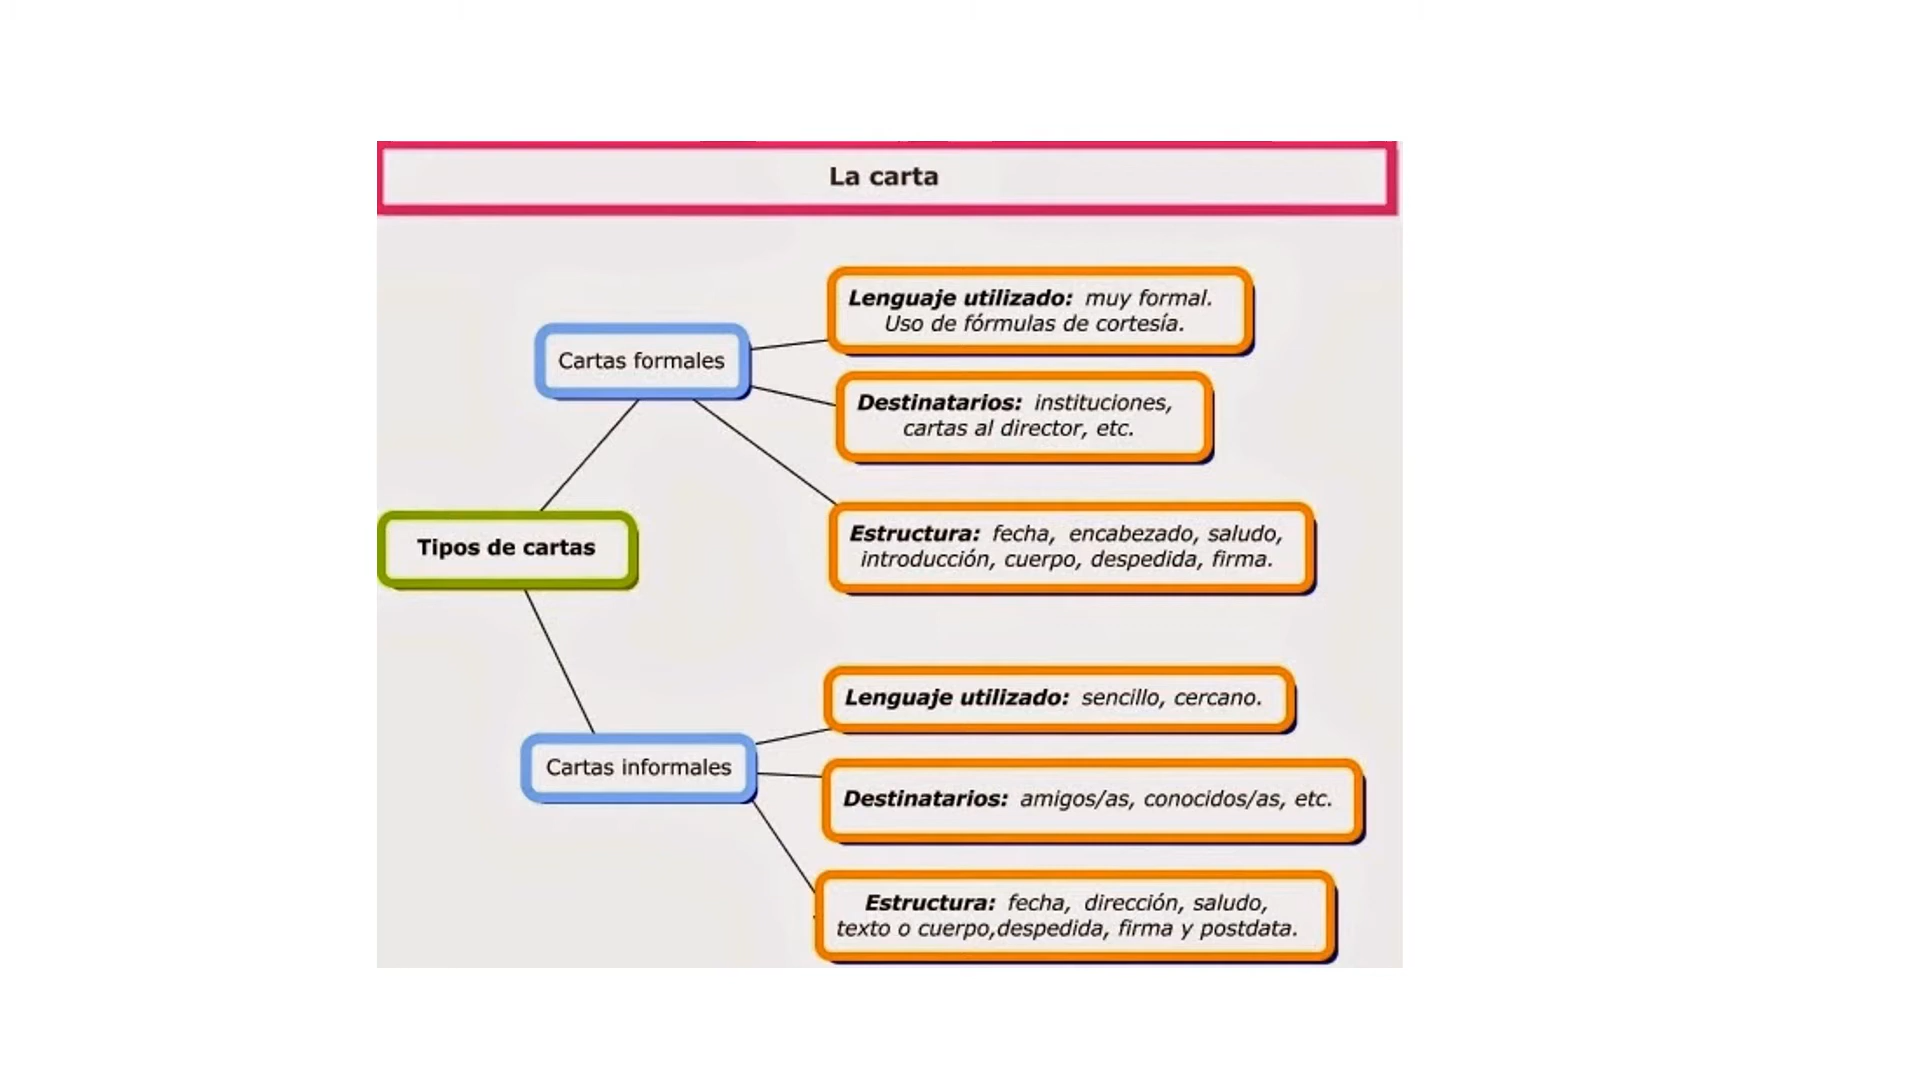 La carta
Lenguaje utilizado: muy formal.
Uso de fórmulas de cortesía.
Cartas formales
Destinatarios: instituciones,
cartas al director, etc.
Estructura: fecha, encabezado, saludo,
introducción, cuerpo, despedida, firma.
Tipos de cartas
Lenguaje utilizado: sencillo, cercano.
Cartas informales
Destinatarios: amigos/as, conocidos/as, etc.
Estructura: fecha, dirección, saludo,
texto o cuerpo,despedida, firma y postdata.